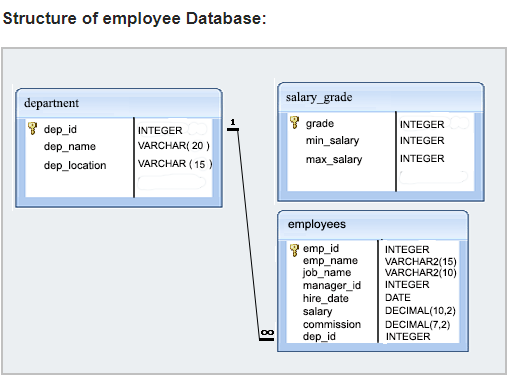 Structure of employee Database:
department
dep_id INTEGER
dep_name VARCHAR( 20 )
dep_location VARCHAR ( 15 )
1
salary_grade
grade INTEGER
min_salary INTEGER
max_salary INTEGER
employees
emp_id INTEGER
emp_name VARCHAR2(15)
job_name VARCHAR2(10)
manager_id INTEGER
hire_date DATE
salary DECIMAL(10,2)
commission DECIMAL(7,2)
dep_id INTEGER
∞